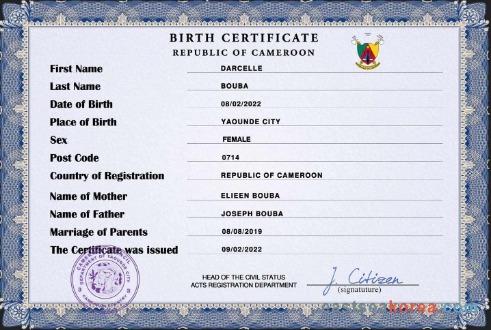 BIRTH CERTIFICATE
REPUBLIC OF CAMEROON
First Name DARCELLE
Last Name BOUBA
Date of Birth 08/02/2022
Place of Birth YAOUNDE CITY
Sex FEMALE
Post Code 0714
Country of Registration REPUBLIC OF CAMEROON
Name of Mother ELIEEN BOUBA
Name of Father JOSEPH BOUBA
Marriage of Parents 08/08/2019
The Certificate was issued 09/02/2022
HEAD OF THE CIVIL STATUS
ACTS REGISTRATION DEPARTMENT
J. Citizen
(signatuture)